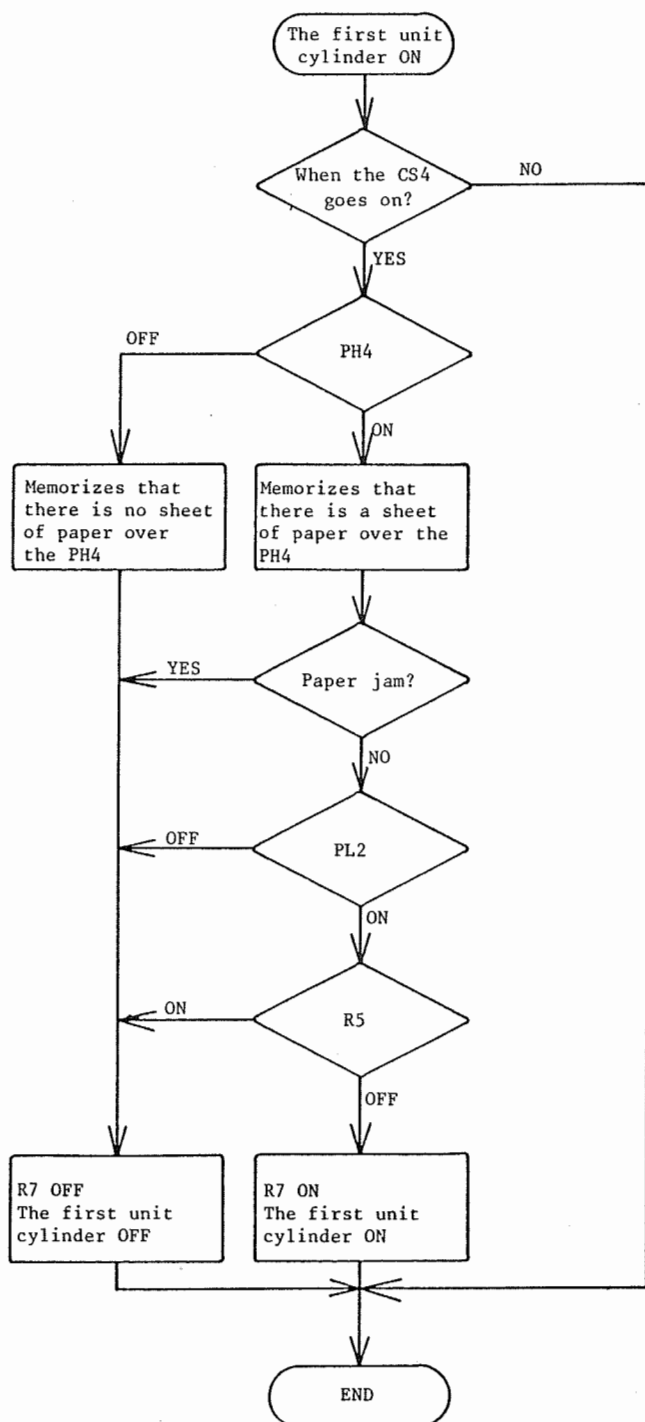 The first unit
cylinder ON
When the CS4
goes on?
NO
YES
PH4
OFF
ON
Memorizes that
there is no sheet
of paper over
the PH4
Memorizes that
there is a sheet
of paper over the
PH4
Paper jam?
YES
NO
PL2
OFF
ON
R5
ON
OFF
R7 OFF
The first unit
cylinder OFF
R7 ON
The first unit
cylinder ON
END